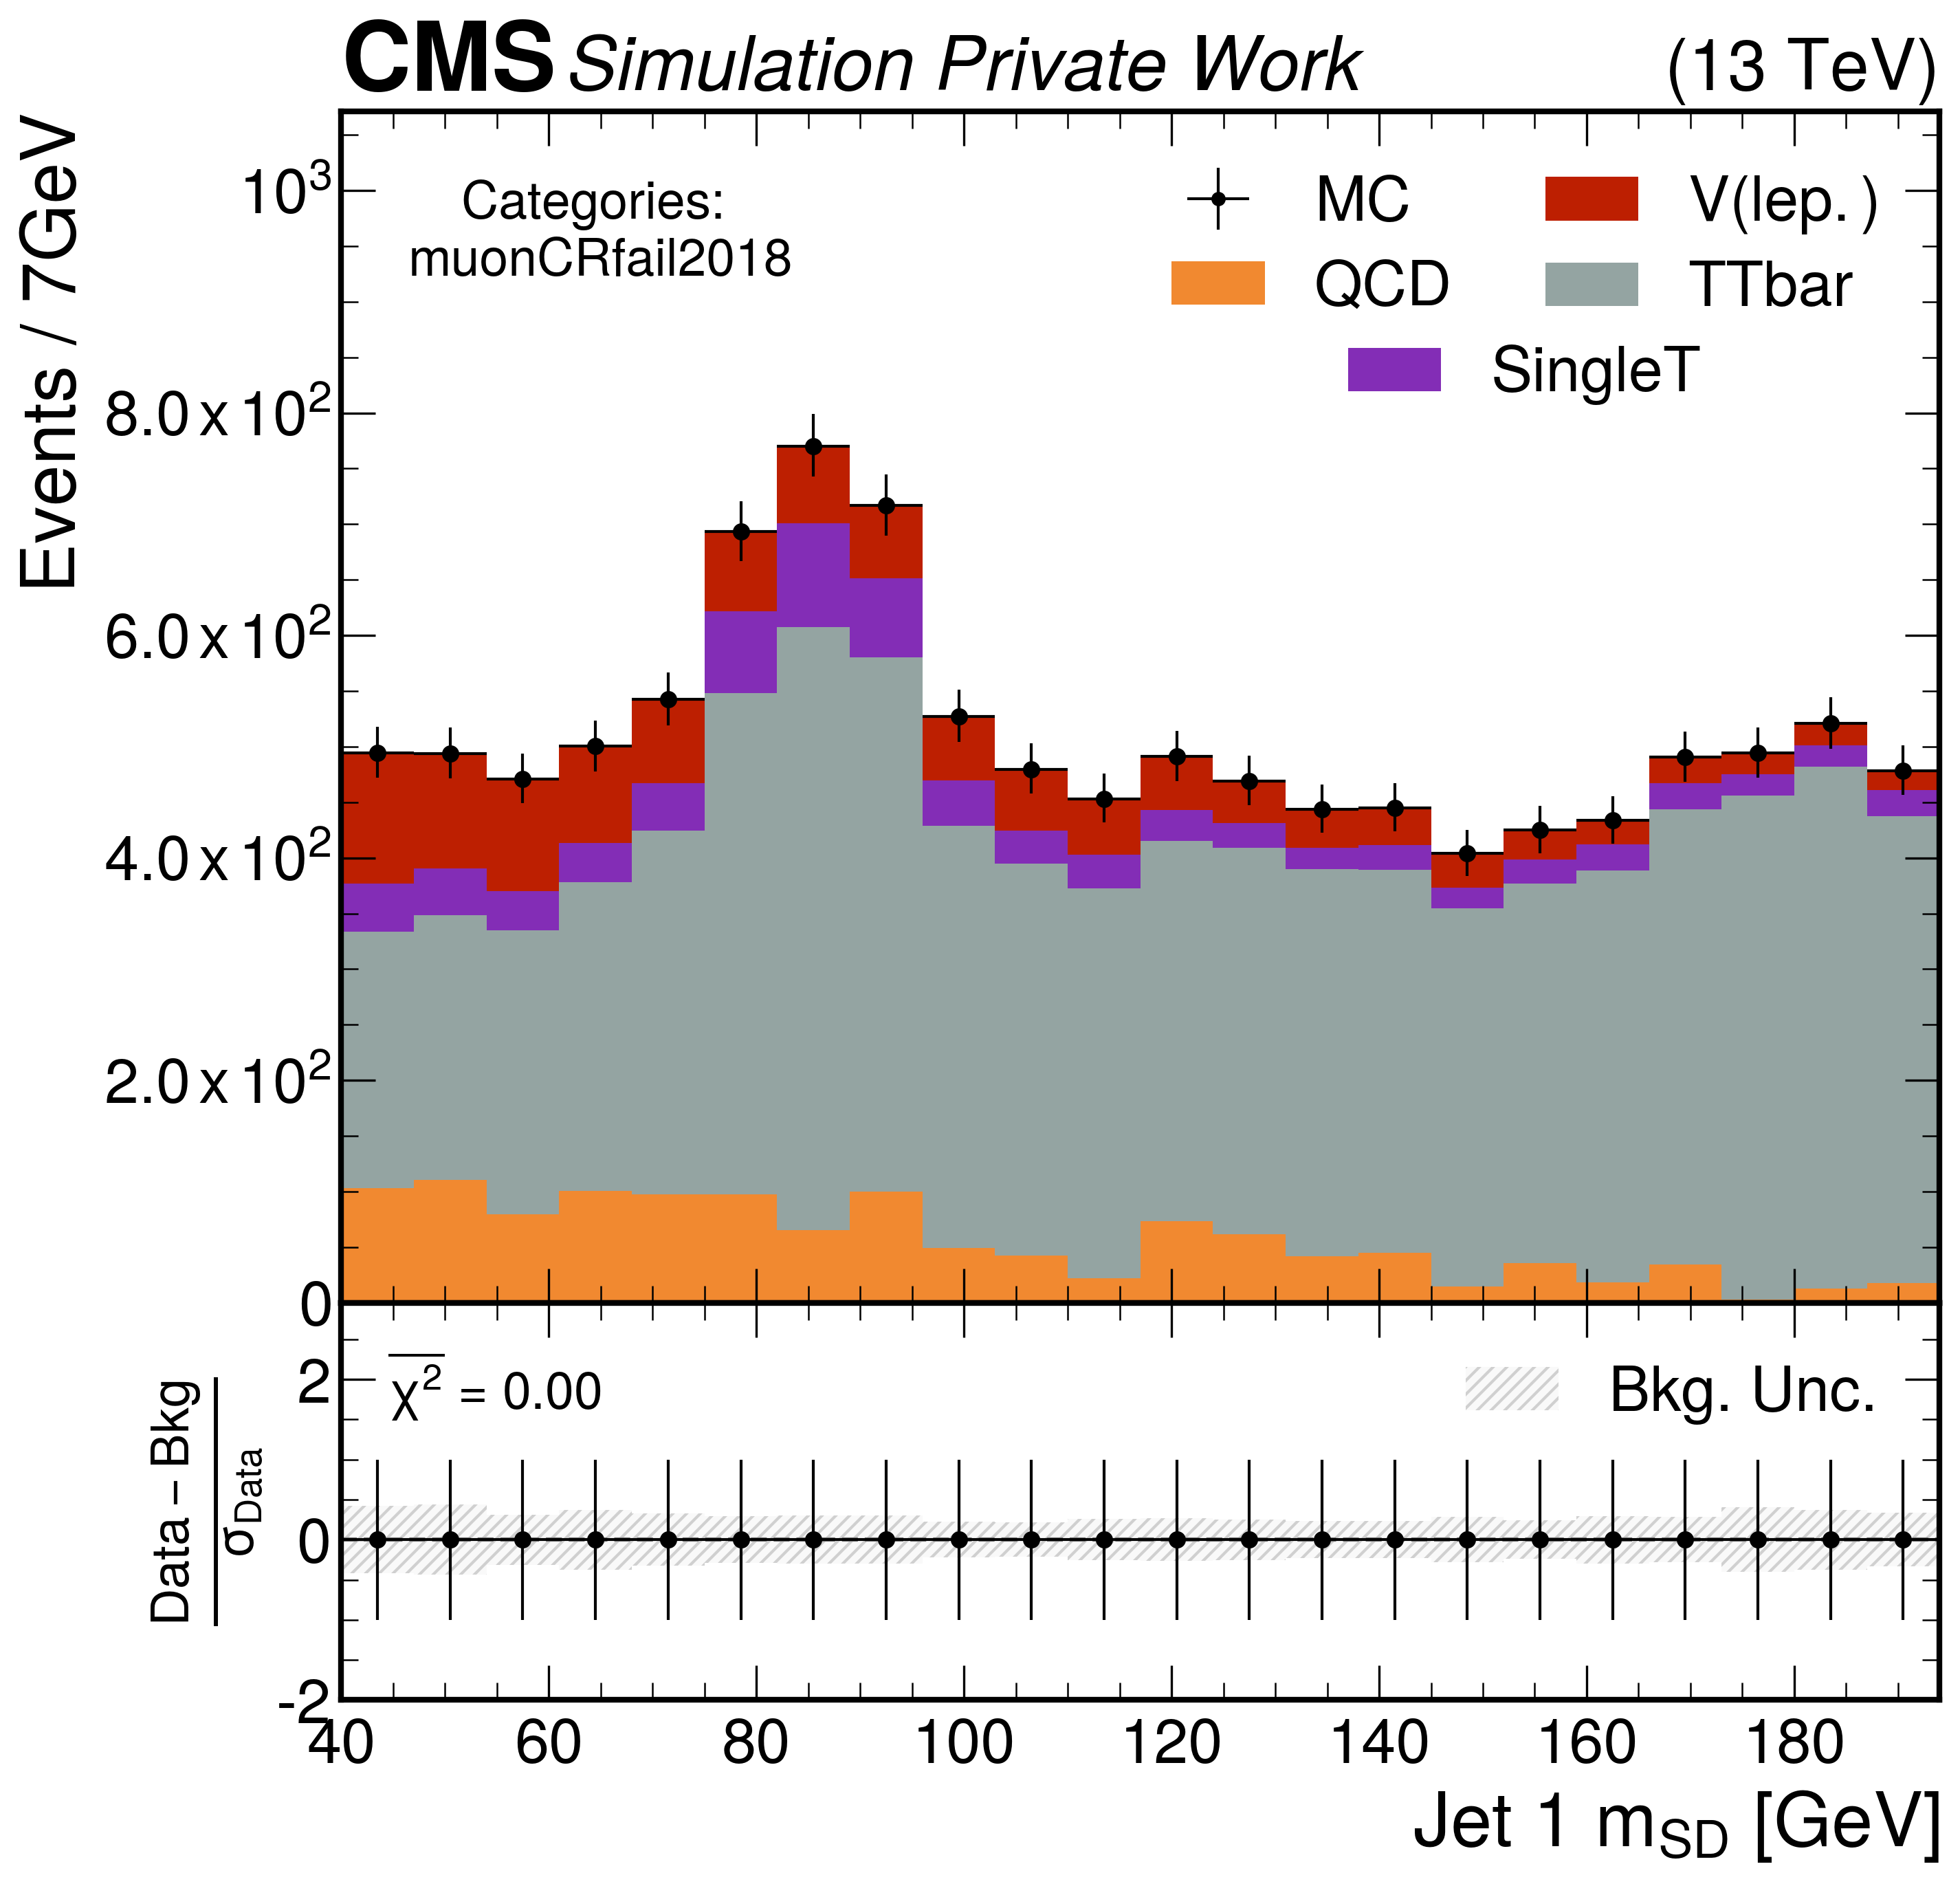 CMS Simulation Private Work (13 TeV)
Events / 7GeV
10³
8.0 x 10²
6.0 x 10²
4.0 x 10²
2.0 x 10²
0
Categories:
muonCRfail2018
MC V(lep.)
QCD TTbar
SingleT
Data – Bkg
σ_Data
2
0
-2
χ² = 0.00
Bkg. Unc.
40 60 80 100 120 140 160 180
Jet 1 m_SD [GeV]